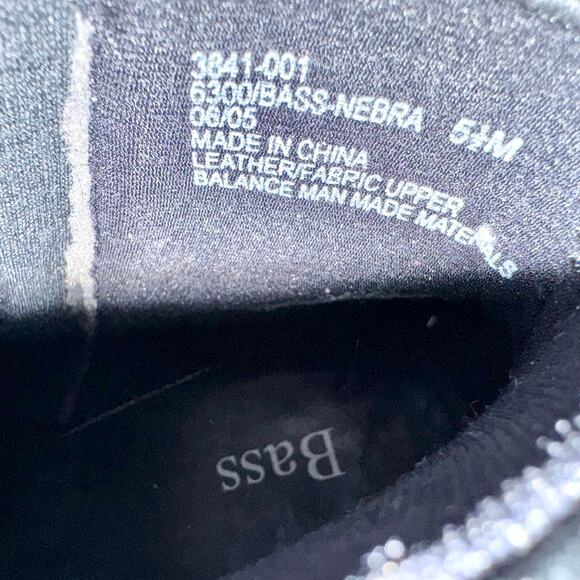 3841-001
6300/BASS-NEBRA 5½M
06/05
MADE IN CHINA
LEATHER/FABRIC UPPER
BALANCE MAN MADE MATERIALS
Bass